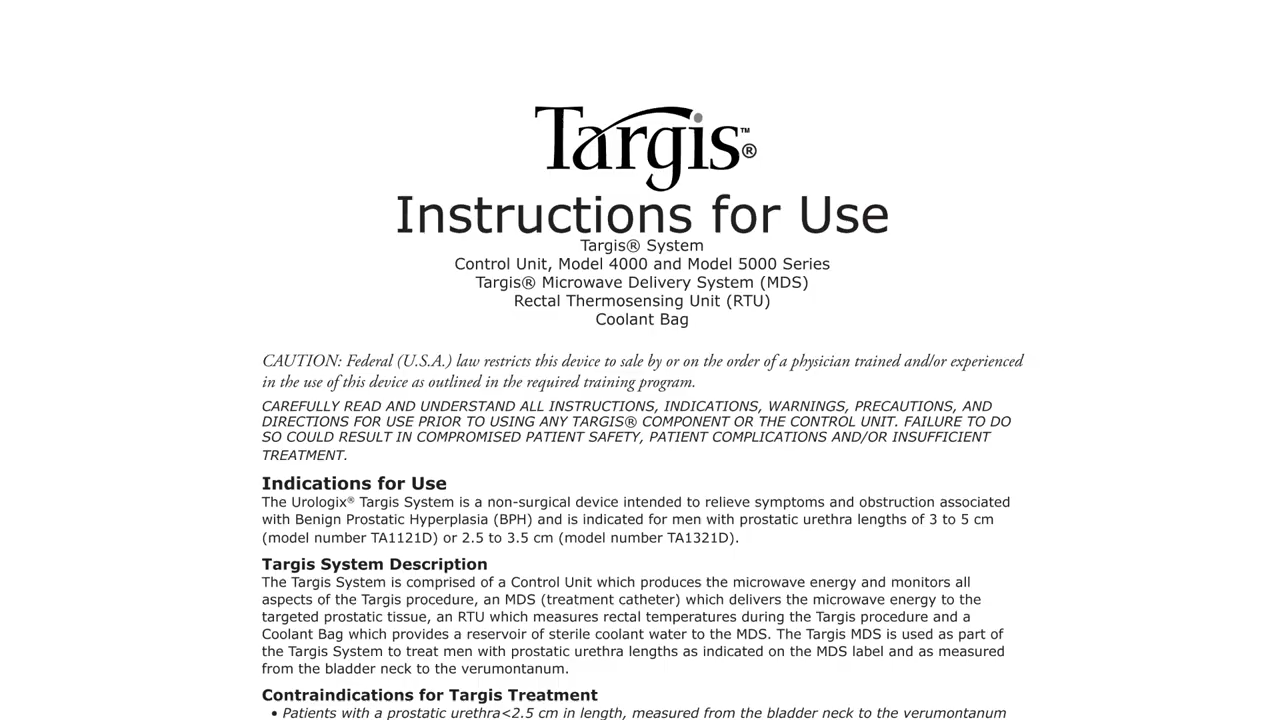 Targis™®
Instructions for Use
Targis® System
Control Unit, Model 4000 and Model 5000 Series
Targis® Microwave Delivery System (MDS)
Rectal Thermosensing Unit (RTU)
Coolant Bag
CAUTION: Federal (U.S.A.) law restricts this device to sale by or on the order of a physician trained and/or experienced
in the use of this device as outlined in the required training program.
CAREFULLY READ AND UNDERSTAND ALL INSTRUCTIONS, INDICATIONS, WARNINGS, PRECAUTIONS, AND
DIRECTIONS FOR USE PRIOR TO USING ANY TARGIS® COMPONENT OR THE CONTROL UNIT. FAILURE TO DO
SO COULD RESULT IN COMPROMISED PATIENT SAFETY, PATIENT COMPLICATIONS AND/OR INSUFFICIENT
TREATMENT.
Indications for Use
The Urologix® Targis System is a non-surgical device intended to relieve symptoms and obstruction associated
with Benign Prostatic Hyperplasia (BPH) and is indicated for men with prostatic urethra lengths of 3 to 5 cm
(model number TA1121D) or 2.5 to 3.5 cm (model number TA1321D).
Targis System Description
The Targis System is comprised of a Control Unit which produces the microwave energy and monitors all
aspects of the Targis procedure, an MDS (treatment catheter) which delivers the microwave energy to the
targeted prostatic tissue, an RTU which measures rectal temperatures during the Targis procedure and a
Coolant Bag which provides a reservoir of sterile coolant water to the MDS. The Targis MDS is used as part of
the Targis System to treat men with prostatic urethra lengths as indicated on the MDS label and as measured
from the bladder neck to the verumontanum.
Contraindications for Targis Treatment
• Patients with a prostatic urethra<2.5 cm in length, measured from the bladder neck to the verumontanum